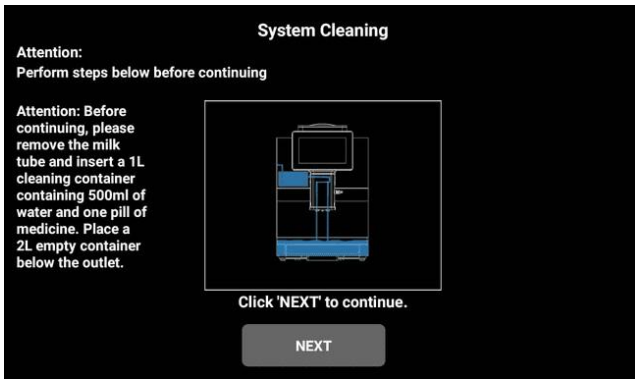 System Cleaning
Attention:
Perform steps below before continuing
Attention: Before
continuing, please
remove the milk
tube and insert a 1L
cleaning container
containing 500ml of
water and one pill of
medicine. Place a
2L empty container
below the outlet.
Click 'NEXT' to continue.
NEXT